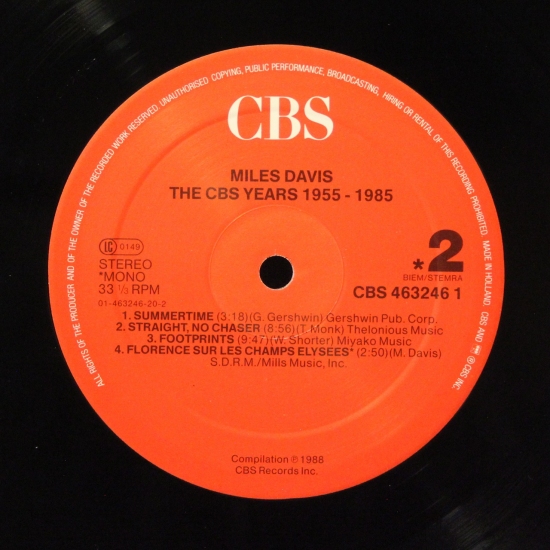 ALL RIGHTS OF THE PRODUCER AND OF THE OWNER OF THE RECORDED WORK RESERVED. UNAUTHORISED COPYING, PUBLIC PERFORMANCE, BROADCASTING, HIRING OR RENTAL OF THIS RECORDING PROHIBITED. MADE IN HOLLAND. CBS AND ® CBS INC.
CBS
MILES DAVIS
THE CBS YEARS 1955 - 1985
LC 0149
STEREO
*MONO
33 ⅓ RPM
01-463246-20-2
*2
BIEM/STEMRA
CBS 463246 1
1. SUMMERTIME (3:18)(G. Gershwin) Gershwin Pub. Corp.
2. STRAIGHT, NO CHASER (8:56)(T. Monk) Thelonious Music
3. FOOTPRINTS (9:47)(W. Shorter) Miyako Music
4. FLORENCE SUR LES CHAMPS ELYSEES* (2:50)(M. Davis)
S.D.R.M./Mills Music, Inc.
Compilation ℗ 1988
CBS Records Inc.